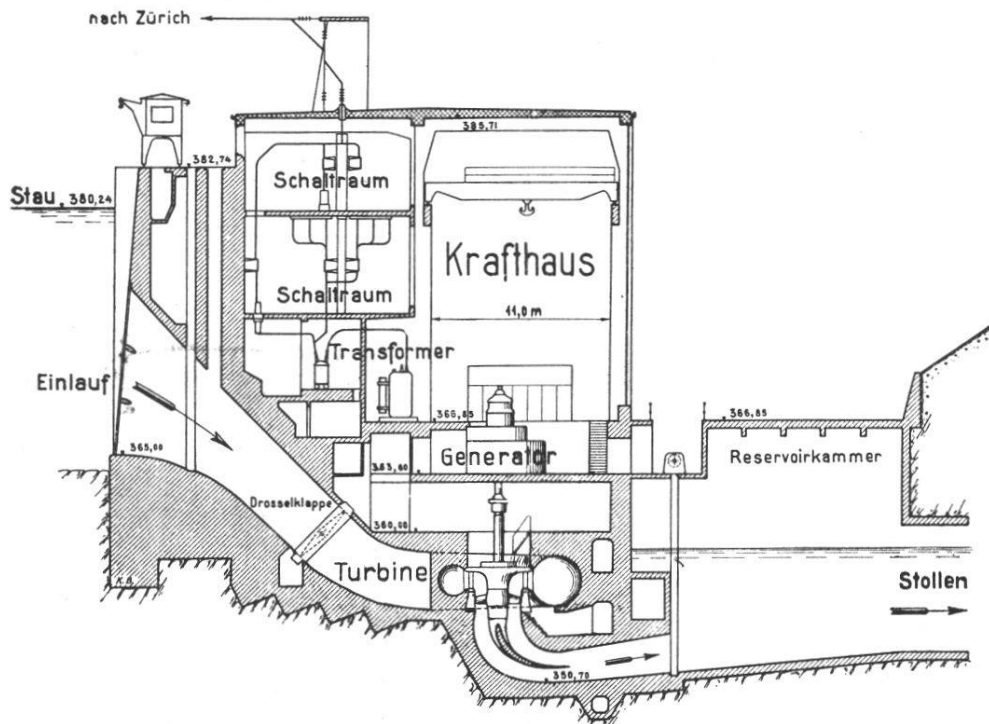 nach Zürich
385,71
382,74
Schaltraum
Stau 380,24
Krafthaus
Schaltraum
11,0 m
Transformer
Einlauf
366,85
366,85
Generator
Reservoirkammer
365,00
363,60
Drosselklappe
360,00
Turbine
Stollen
K.B.
350,70